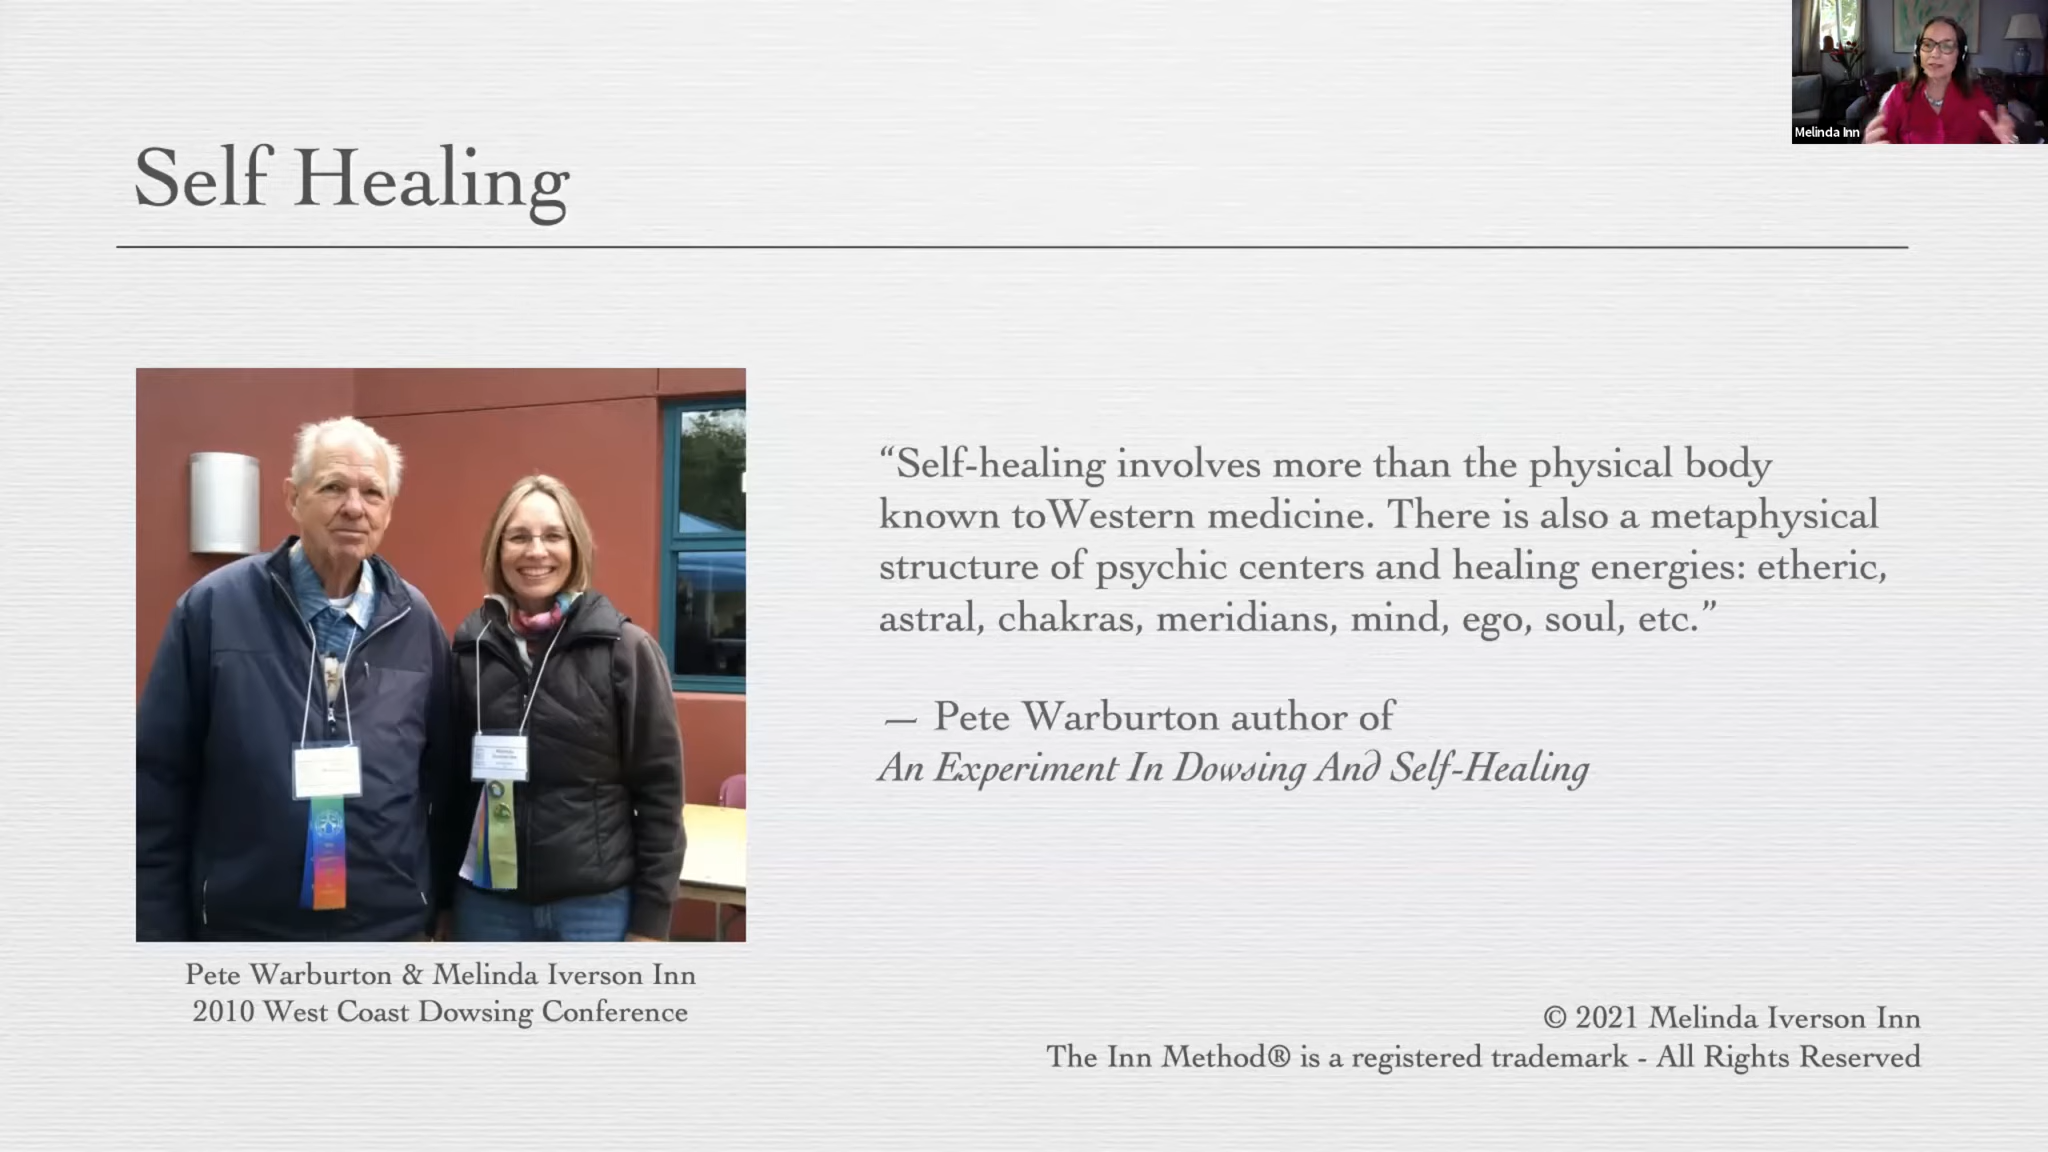 Melinda Inn
Self Healing
“Self-healing involves more than the physical body
known toWestern medicine. There is also a metaphysical
structure of psychic centers and healing energies: etheric,
astral, chakras, meridians, mind, ego, soul, etc.”
— Pete Warburton author of
An Experiment In Dowsing And Self-Healing
Pete Warburton & Melinda Iverson Inn
2010 West Coast Dowsing Conference
© 2021 Melinda Iverson Inn
The Inn Method® is a registered trademark - All Rights Reserved